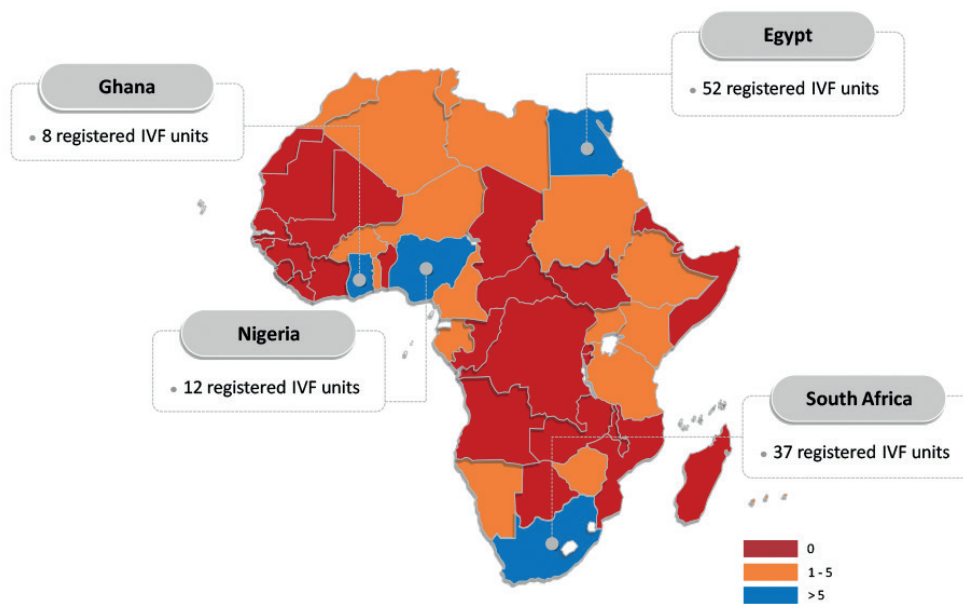 Egypt
• 52 registered IVF units
Ghana
• 8 registered IVF units
Nigeria
• 12 registered IVF units
South Africa
• 37 registered IVF units
0
1 - 5
> 5